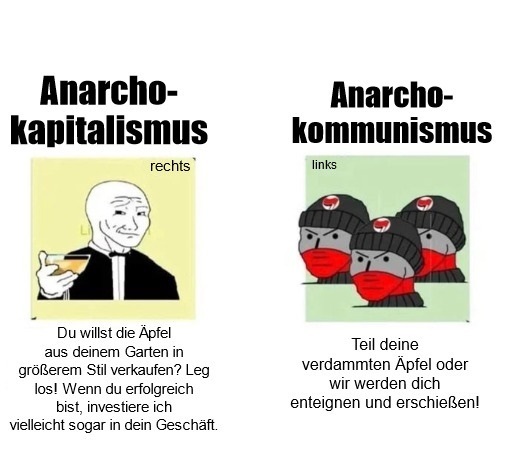 Anarcho-
kapitalismus
rechts
Du willst die Äpfel
aus deinem Garten in
größerem Stil verkaufen? Leg
los! Wenn du erfolgreich
bist, investiere ich
vielleicht sogar in dein Geschäft.
Anarcho-
kommunismus
links
Teil deine
verdammten Äpfel oder
wir werden dich
enteignen und erschießen!